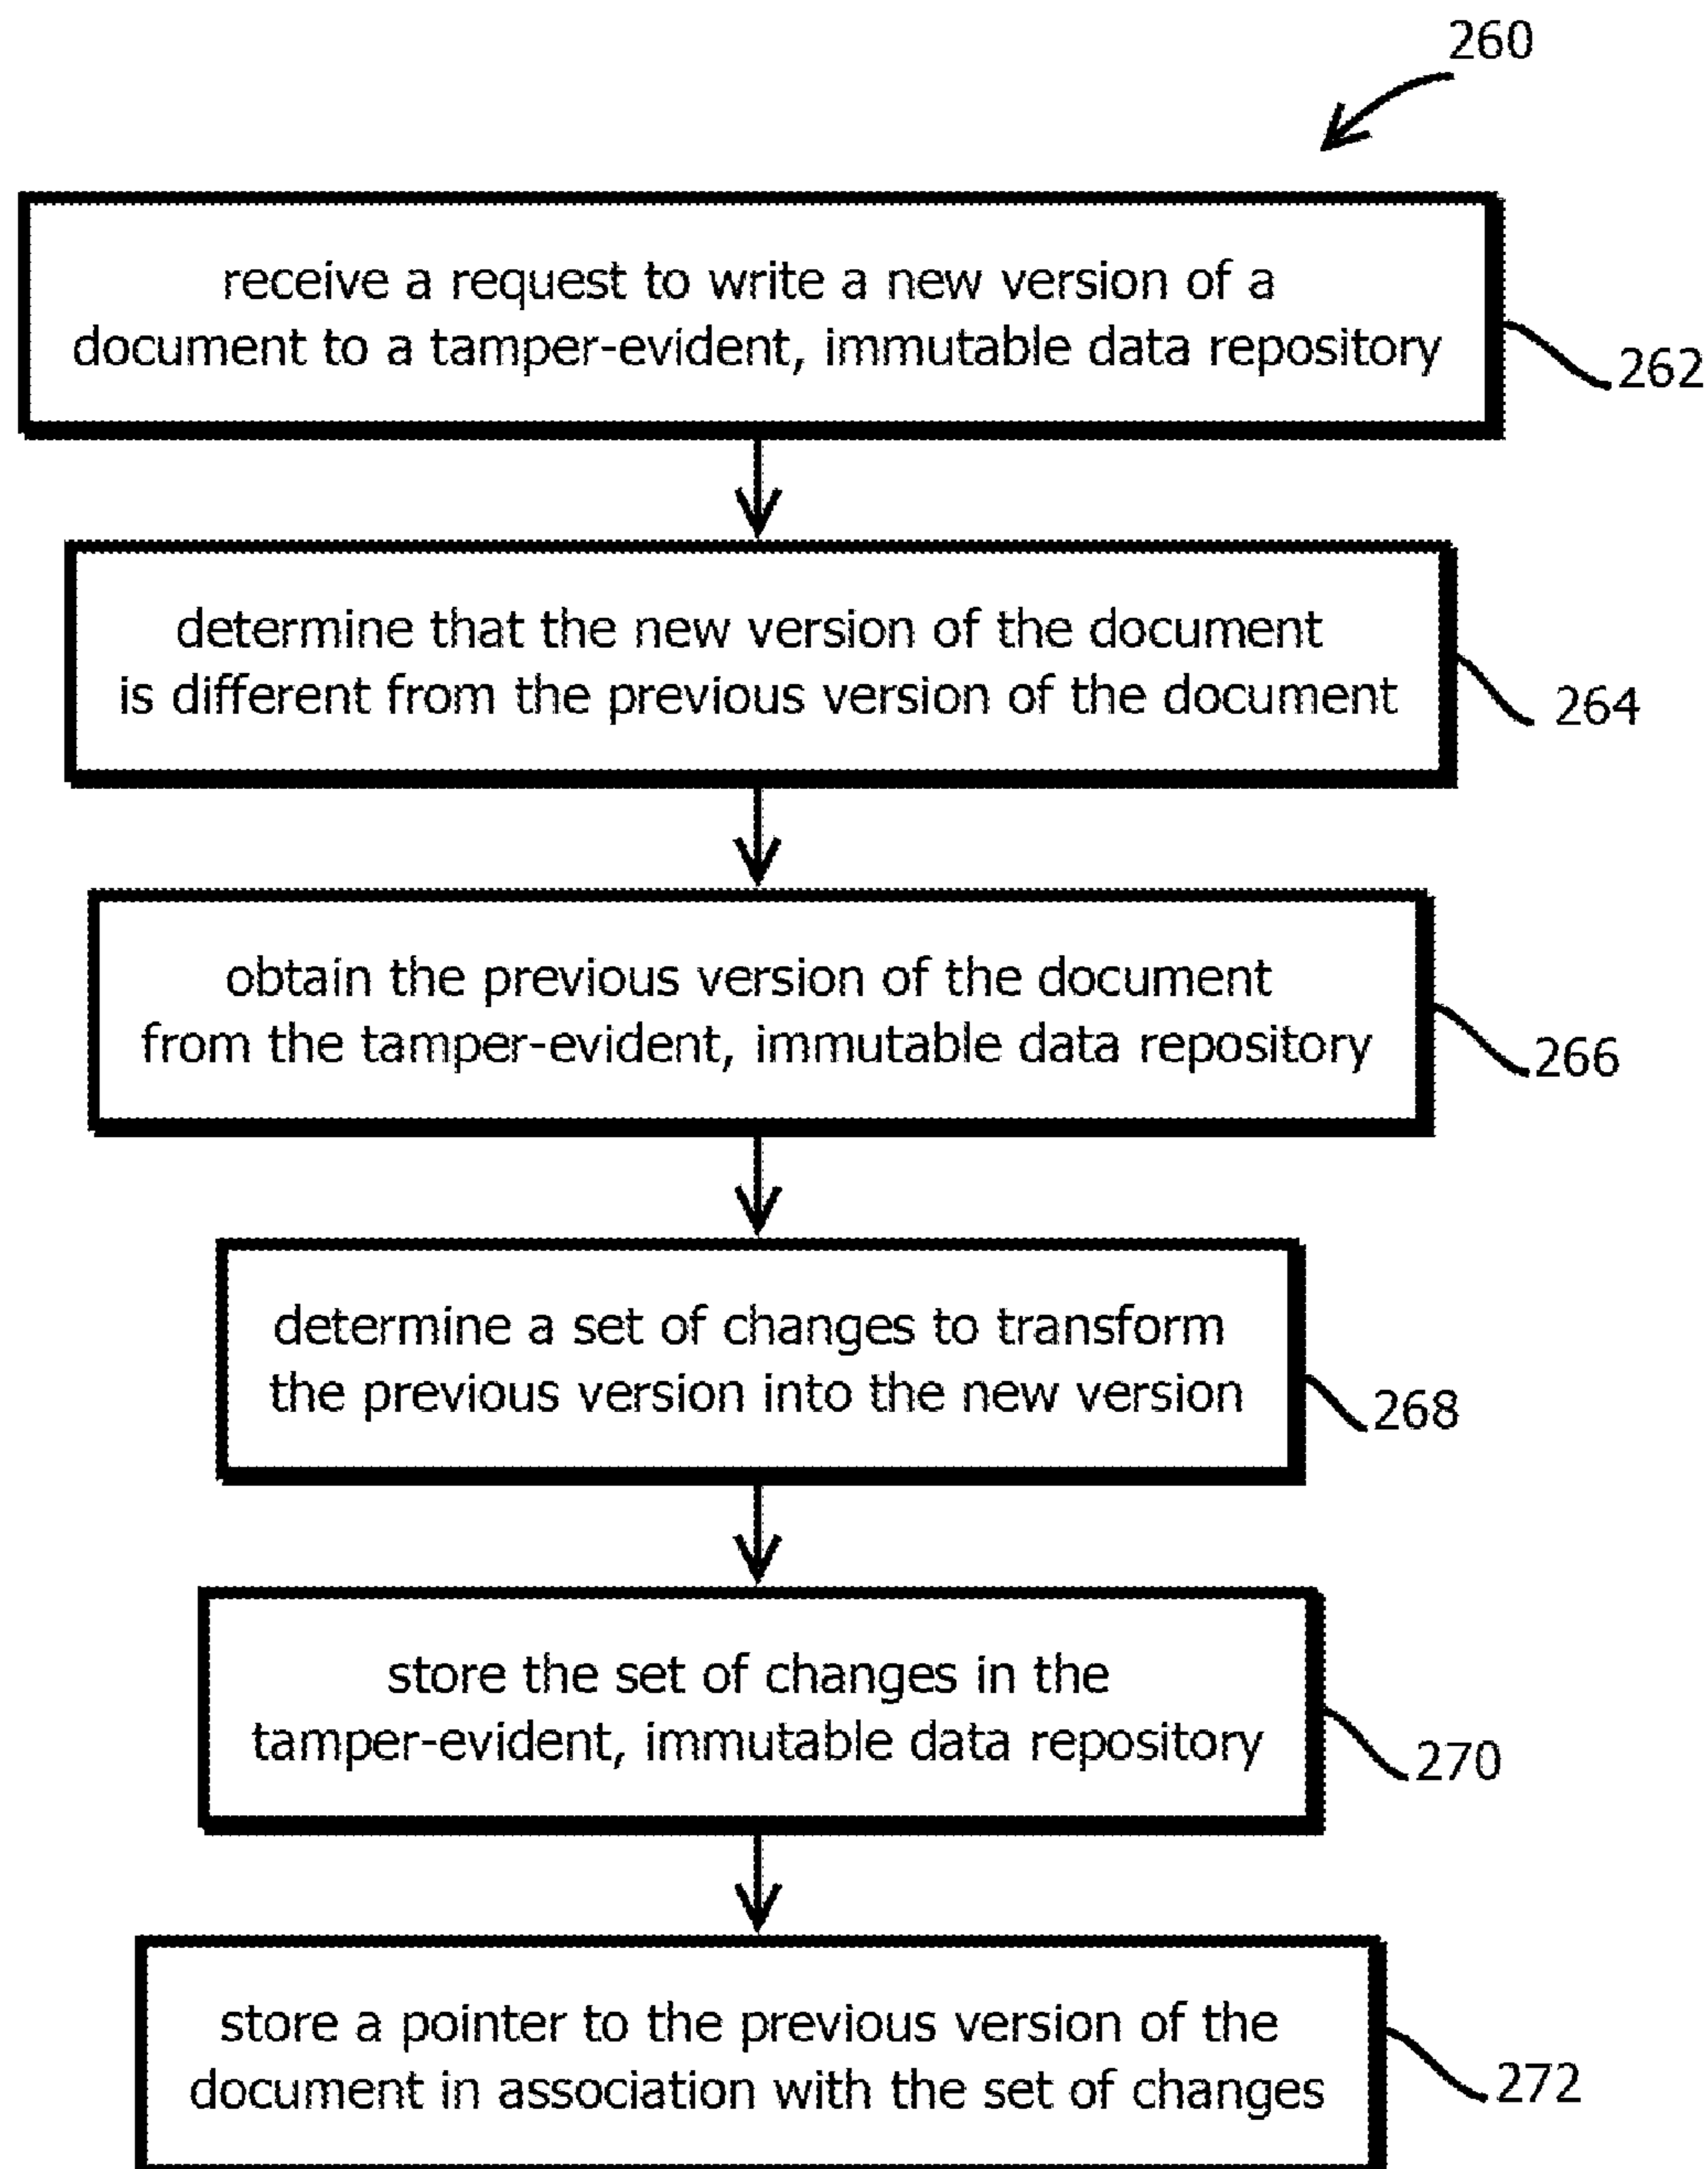 260
receive a request to write a new version of a
document to a tamper-evident, immutable data repository
262
determine that the new version of the document
is different from the previous version of the document
264
obtain the previous version of the document
from the tamper-evident, immutable data repository
266
determine a set of changes to transform
the previous version into the new version
268
store the set of changes in the
tamper-evident, immutable data repository
270
store a pointer to the previous version of the
document in association with the set of changes
272